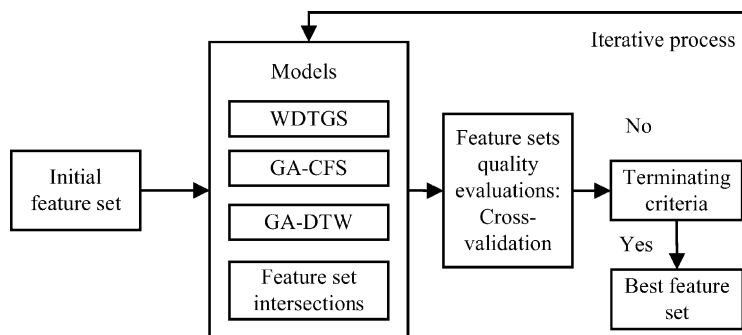 Iterative process
Models
WDTGS
GA-CFS
GA-DTW
Feature set
intersections
Initial
feature set
Feature sets
quality
evaluations:
Cross-
validation
No
Terminating
criteria
Yes
Best feature
set